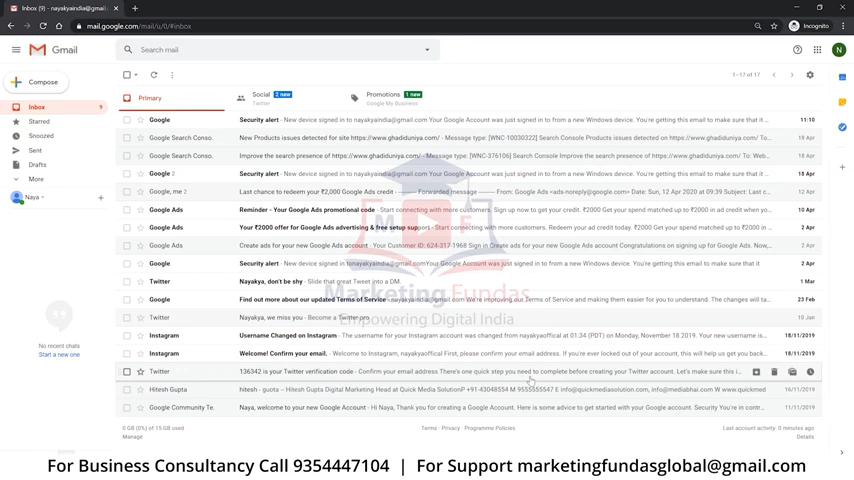 Inbox (9) - nayakyaindia@gmail.
mail.google.com/mail/u/0/#inbox
Incognito
Gmail
Search mail
N
Compose
1–17 of 17
Primary
Social 2 new
Twitter
Promotions 1 new
Google My Business
Inbox 9
Starred
Snoozed
Sent
Drafts
More
Naya
Google Security alert - New device signed in to nayakyaindia@gmail.com Your Google Account was just signed in to from a new Windows device. You're getting this email to make sure that it 11:10
Google Search Conso. New Products issues detected for site https://www.ghadiduniya.com/ - Message type: [WNC-10030322] Search Console Products issues detected on https://www.ghadiduniya.com/ To... 19 Apr
Google Search Conso. Improve the search presence of https://www.ghadiduniya.com/ - Message type: [WNC-376106] Search Console Improve the search presence of https://www.ghadiduniya.com/ To: Web... 18 Apr
Google 2 Security alert - New device signed in to nayakyaindia@gmail.com Your Google Account was just signed in to from a new Windows device. You're getting this email to make sure that it 18 Apr
Google, me 2 Last chance to redeem your ₹2,000 Google Ads credit - ---------- Forwarded message --------- From: Google Ads <ads-noreply@google.com> Date: Sun, 12 Apr 2020 at 09:39 Subject: Last c... 12 Apr
Google Ads Reminder - Your Google Ads promotional code - Start connecting with more customers. Sign up now to get your credit. ₹2000 Get your spend matched up to ₹2000 in ad credit when yo... 10 Apr
Google Ads Your ₹2000 offer for Google Ads advertising & free setup support - Start connecting with more customers. Redeem your ad credit today. ₹2000 Get your spend matched up to ₹2000 in a... 2 Apr
Google Ads Create ads for your new Google Ads account - Your Customer ID: 624-317-1968 Sign in Create ads for your new Google Ads account Congratulations on signing up for Google Ads. Now,... 2 Apr
Google Security alert - New device signed in to nayakyaindia@gmail.com Your Google Account was just signed in to from a new Windows device. You're getting this email to make sure that it 2 Apr
Twitter Nayakya, don't be shy - Slide that great Tweet into a DM. 1 Mar
Google Find out more about our updated Terms of Service - nayakyaindia@gmail.com We're improving our Terms of Service and making them easier for you to understand. The changes will ta... 23 Feb
Twitter Nayakya, we miss you - Become a Twitter pro 10 Jan
Instagram Username Changed on Instagram - The username for your Instagram account was changed from nayakyaoffical at 01:34 (PDT) on Monday, November 18 2019. Your new username is... 18/11/2019
Instagram Welcome! Confirm your email. - Welcome to Instagram, nayakyaoffical First, please confirm your email address. If you're ever locked out of your account, this will help us get you back... 18/11/2019
Twitter 136342 is your Twitter verification code - Confirm your email address There's one quick step you need to complete before creating your Twitter account. Let's make sure this i...
Hitesh Gupta hitesh - gupta -- Hitesh Gupta Digital Marketing Head at Quick Media SolutionP +91-43048554 M 9555555547 E info@quickmediasolution.com, info@mediabhai.com W www.quickmed 16/11/2019
Google Community Te. Naya, welcome to your new Google Account - Hi Naya, Thank you for creating a Google Account. Here is some advice to get started with your Google account. Security You're in contr... 11/11/2019
M F
Marketing Fundas
Empowering Digital India
No recent chats
Start a new one
0 GB (0%) of 15 GB used
Manage
Terms · Privacy · Programme Policies
Last account activity: 0 minutes ago
Details
For Business Consultancy Call 9354447104 | For Support marketingfundasglobal@gmail.com